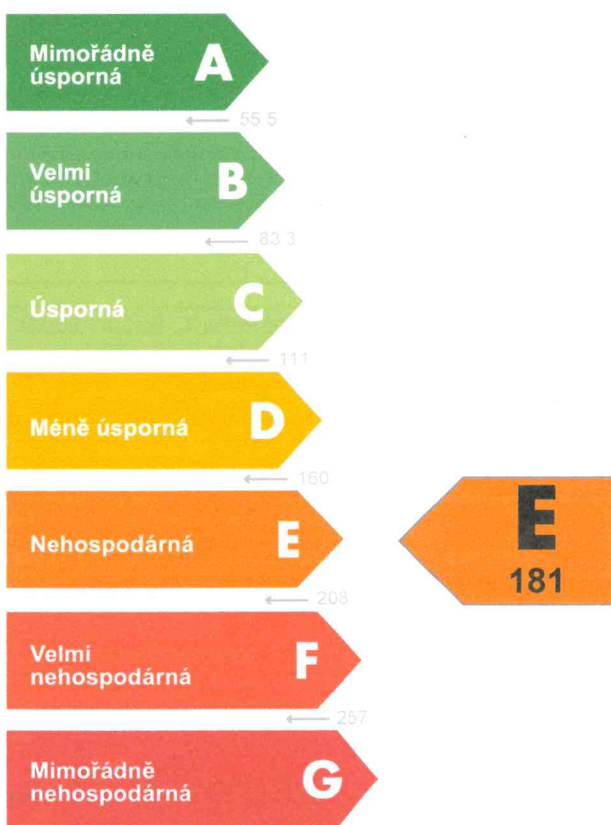 Mimořádně
úsporná
A
55.5
Velmi
úsporná
B
83.3
Úsporná
C
111
Méně úsporná
D
160
Nehospodárná
E
E
181
208
Velmi
nehospodárná
F
257
Mimořádně
nehospodárná
G